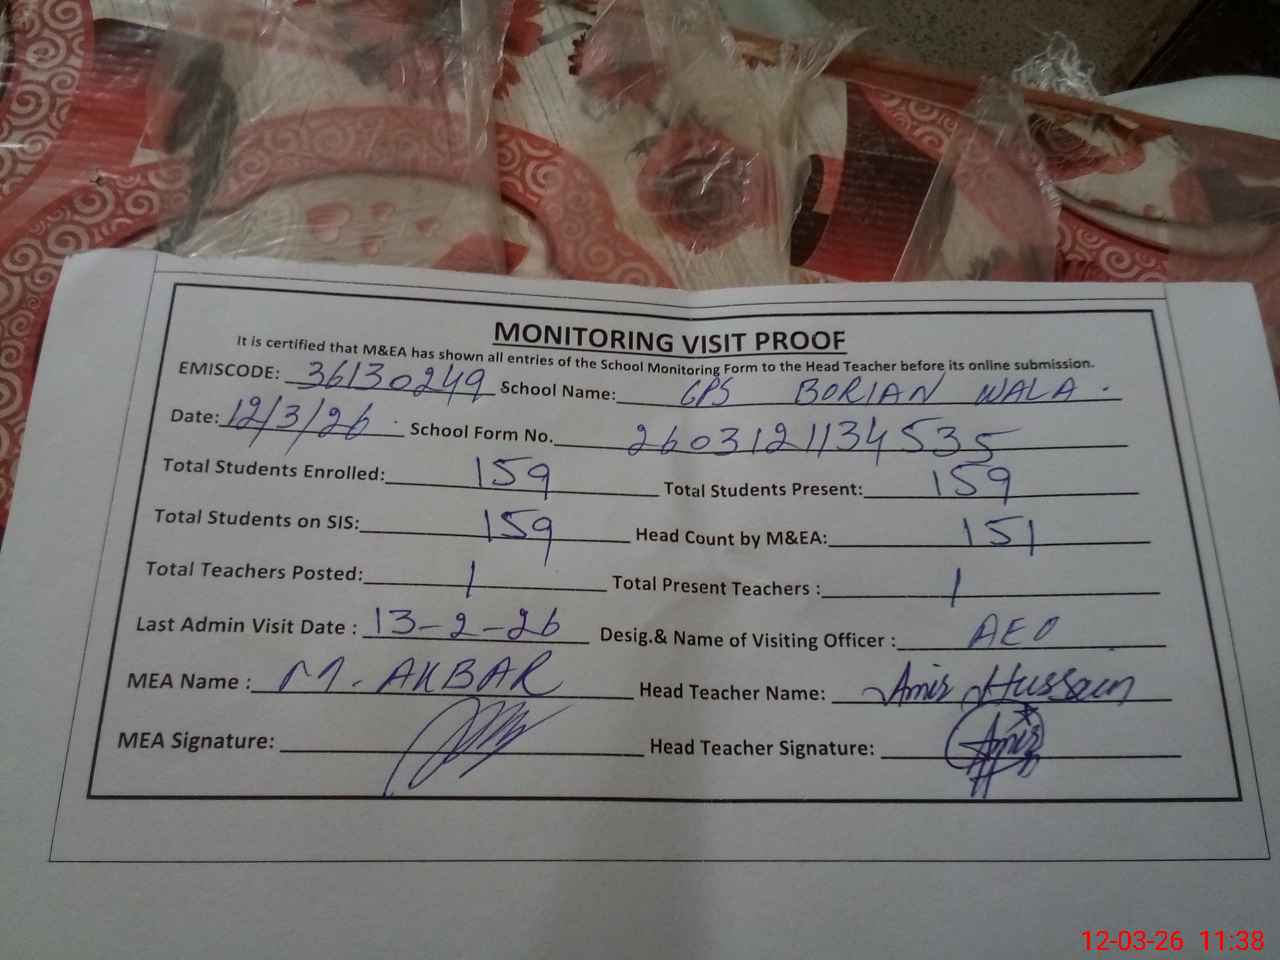 MONITORING VISIT PROOF
It is certified that M&EA has shown all entries of the School Monitoring Form to the Head Teacher before its online submission.
EMISCODE: 36130249 School Name: GPS BORIAN WALA.
Date: 12/3/26 School Form No. 2603121134535
Total Students Enrolled: 159 Total Students Present: 159
Total Students on SIS: 159 Head Count by M&EA: 151
Total Teachers Posted: 1 Total Present Teachers : 1
Last Admin Visit Date : 13-2-26 Desig.& Name of Visiting Officer : AEO
MEA Name : M. AKBAR Head Teacher Name: Amir Hussain
MEA Signature: Head Teacher Signature: Amir
12-03-26 11:38